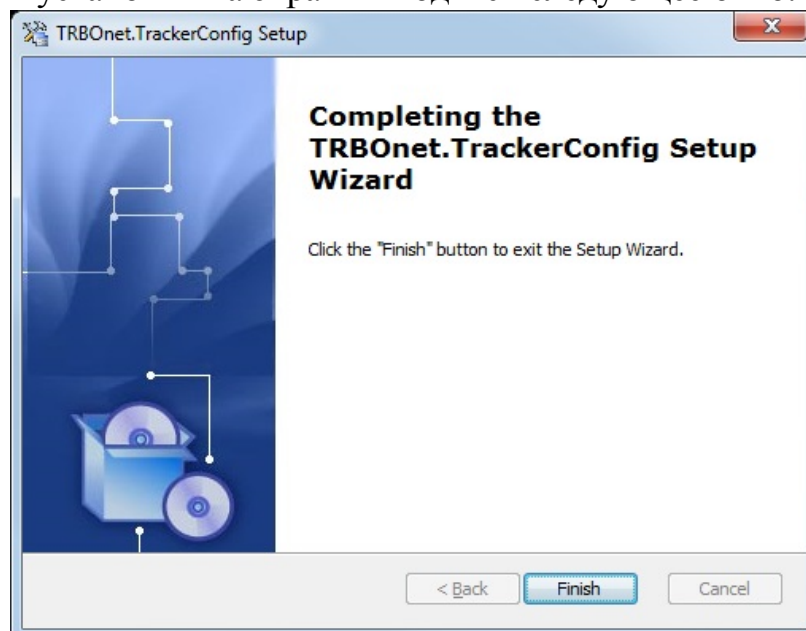 TRBOnet.TrackerConfig Setup
Completing the
TRBOnet.TrackerConfig Setup
Wizard
Click the "Finish" button to exit the Setup Wizard.
< Back Finish Cancel